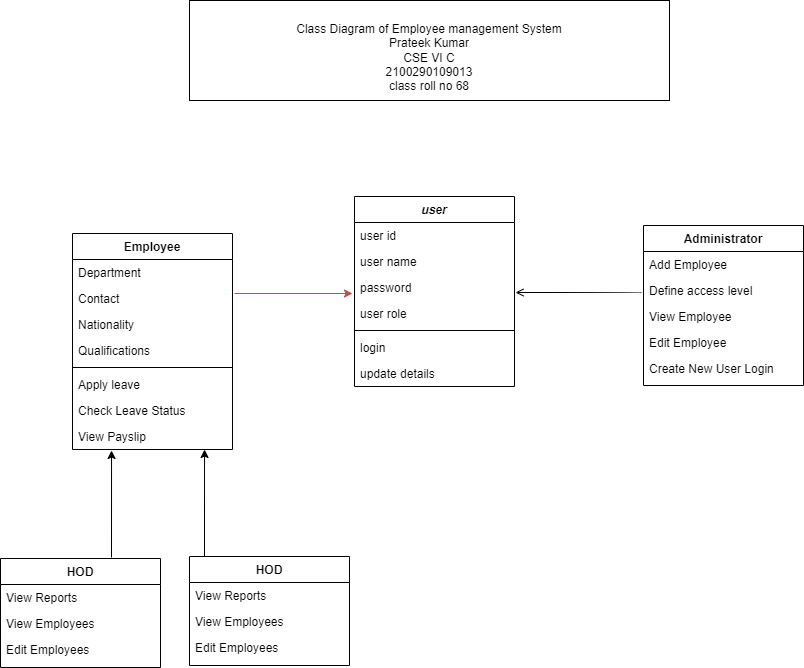 Class Diagram of Employee management System
Prateek Kumar
CSE VI C
2100290109013
class roll no 68
Employee
Department
Contact
Nationality
Qualifications
Apply leave
Check Leave Status
View Payslip
user
user id
user name
password
user role
login
update details
Administrator
Add Employee
Define access level
View Employee
Edit Employee
Create New User Login
HOD
View Reports
View Employees
Edit Employees
HOD
View Reports
View Employees
Edit Employees